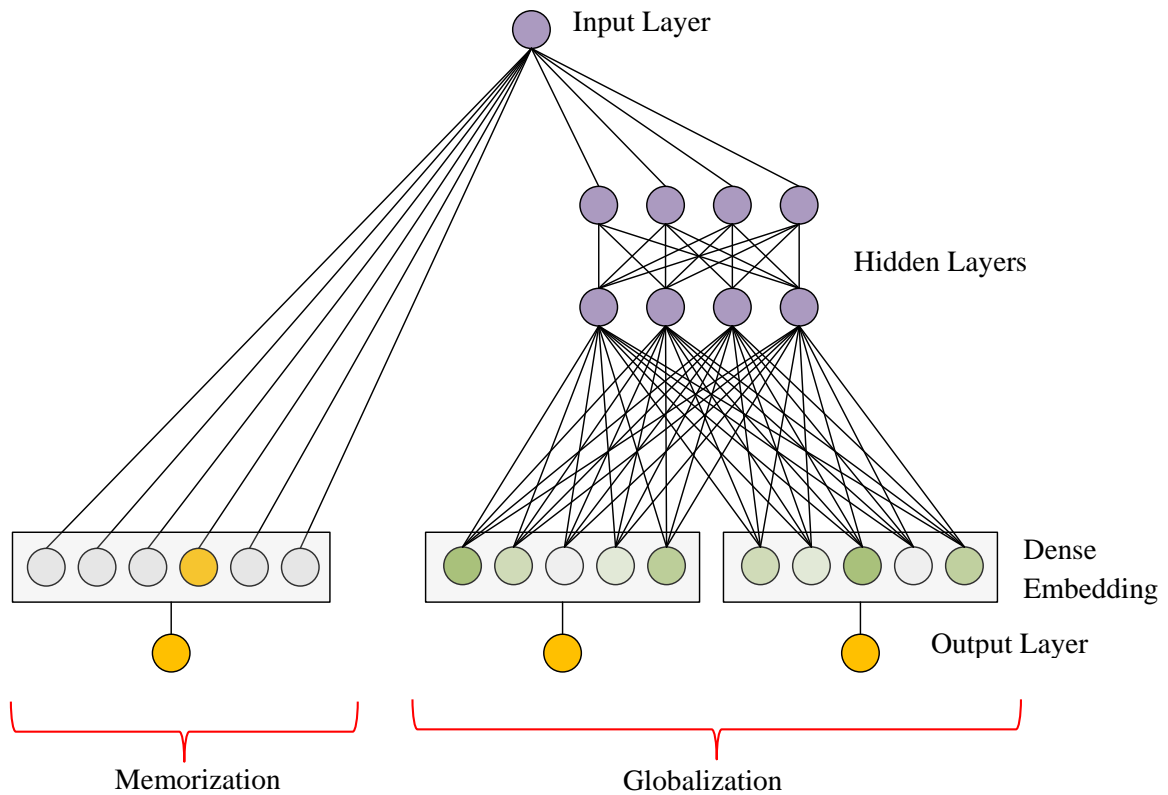 Input Layer
Hidden Layers
Dense
Embedding
Output Layer
Memorization
Globalization